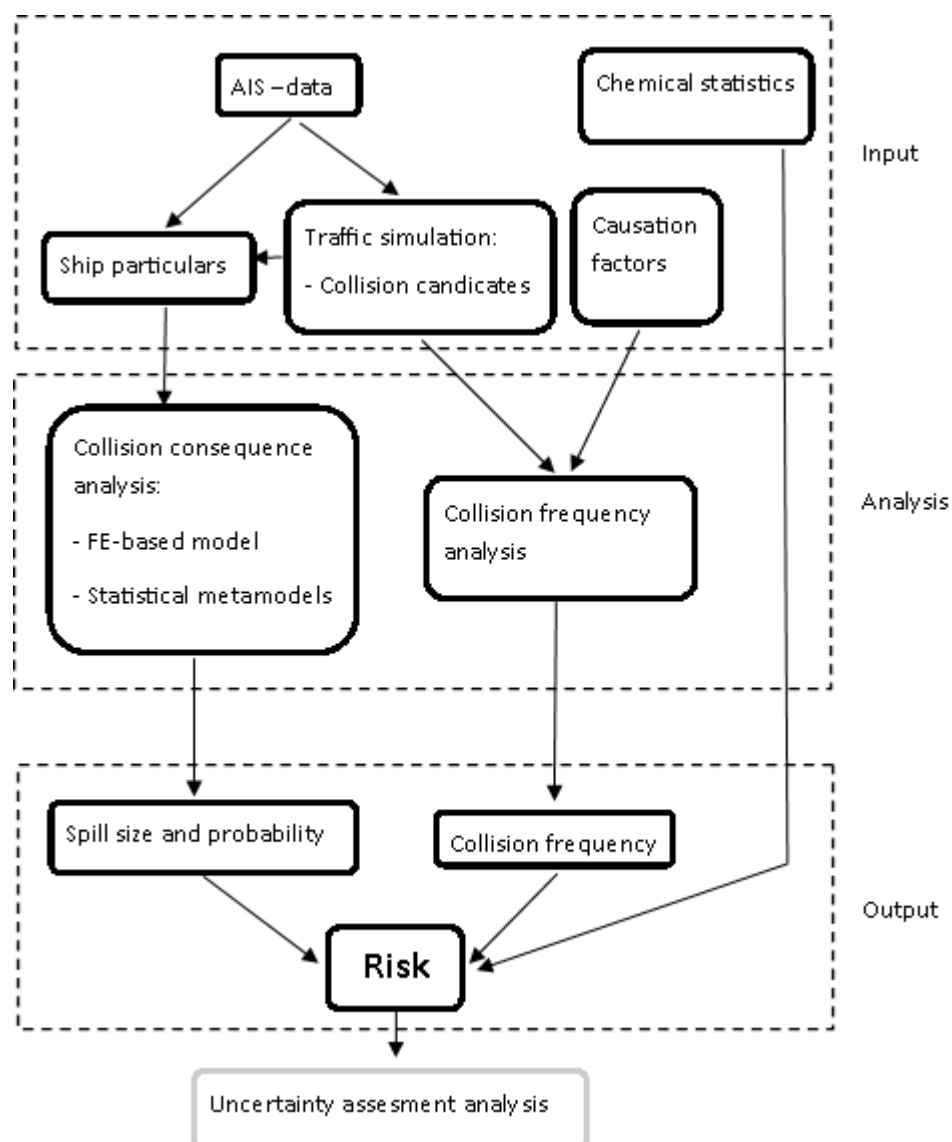 AIS –data
Chemical statistics
Input
Traffic simulation:
- Collision candicates
Causation
factors
Ship particulars
Collision consequence
analysis:
- FE-based model
- Statistical metamodels
Collision frequency
analysis
Analysis
Spill size and probability
Collision frequency
Output
Risk
Uncertainty assesment analysis